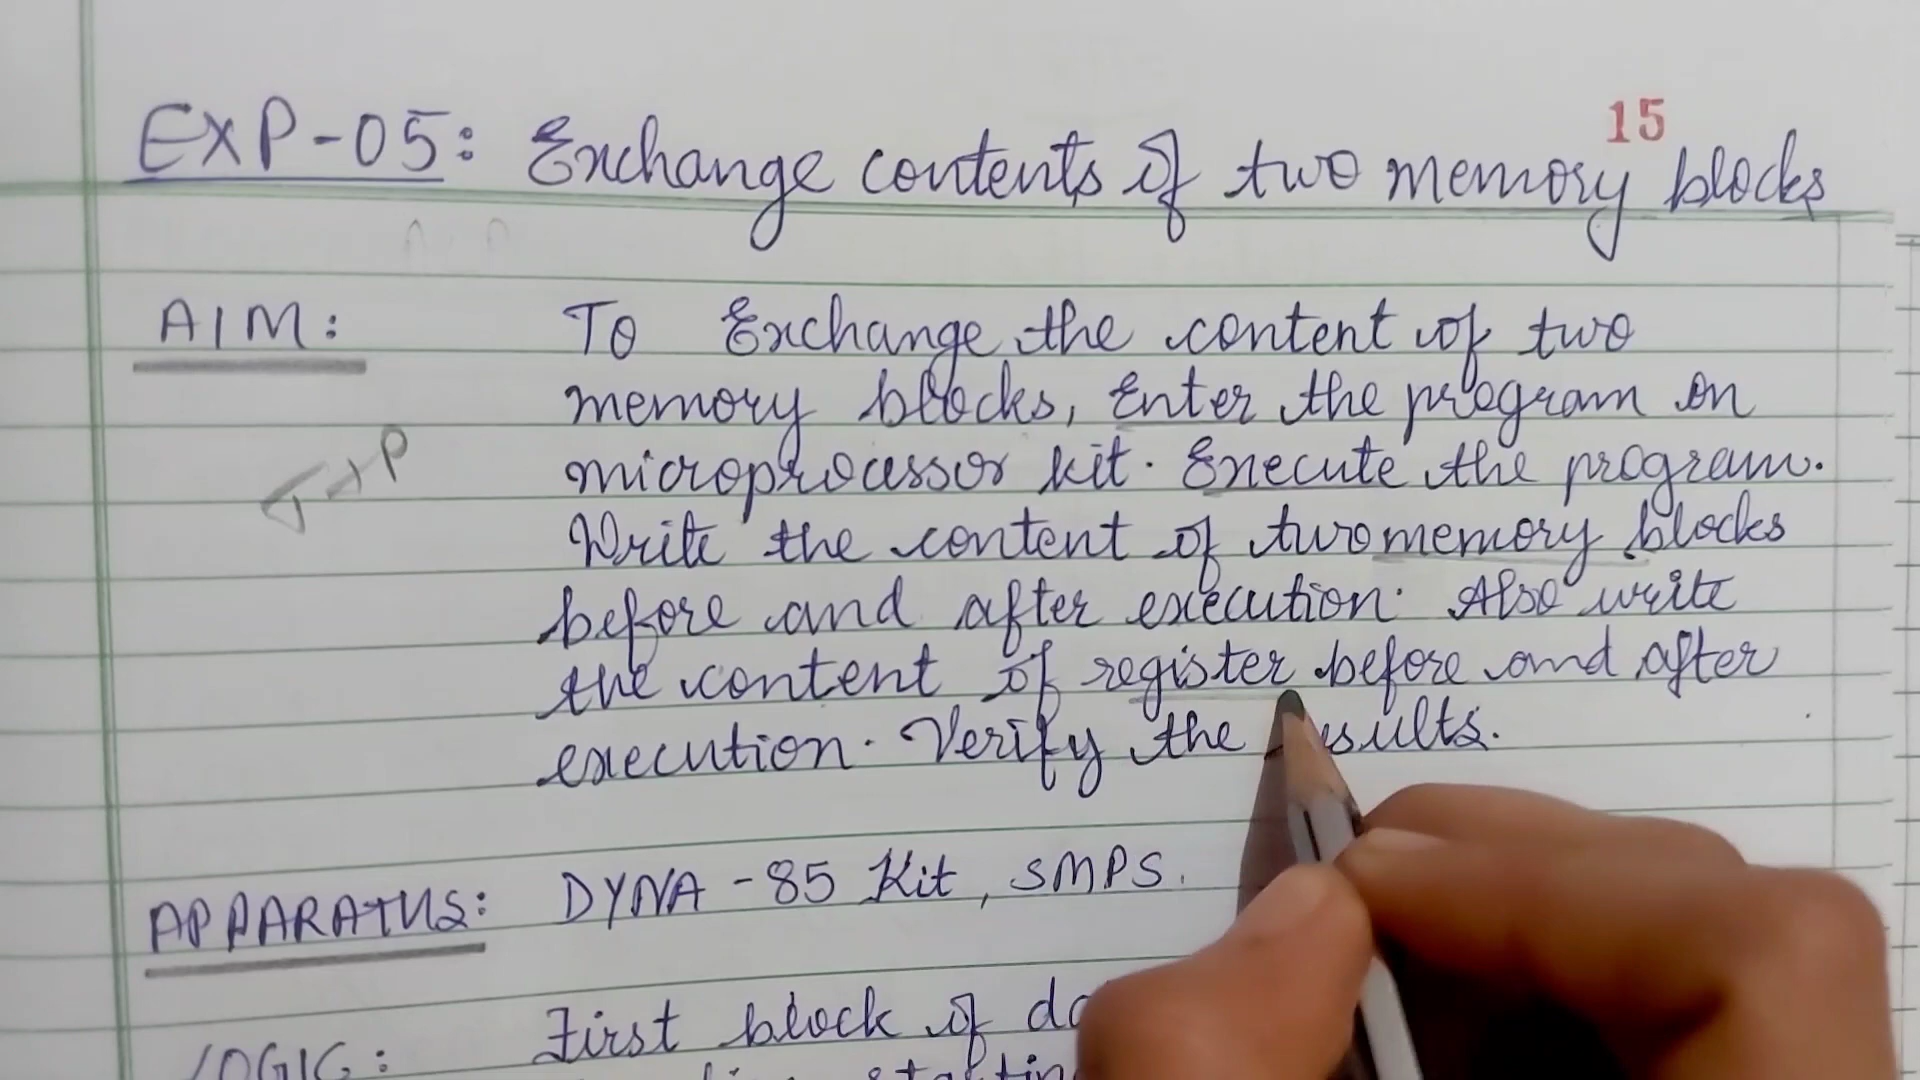 15
EXP-05: Exchange contents of two memory blocks
AIM: To Exchange the content of two
memory blocks, Enter the program on
microprocessor kit. Execute the program.
Write the content of two memory blocks
before and after execution. Also write
the content of register before and after
execution. Verify the
APPARATUS: DYNA-85 Kit, SMPS.
LOGIC: First block of